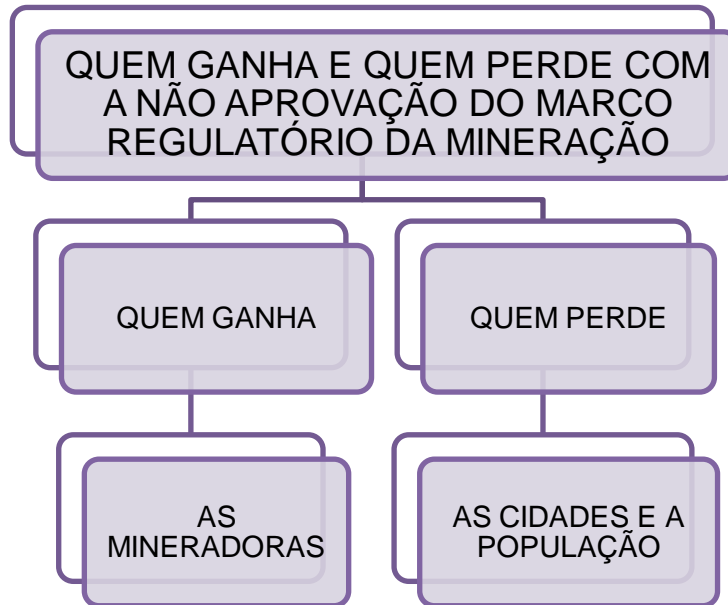 QUEM GANHA E QUEM PERDE COM
A NÃO APROVAÇÃO DO MARCO
REGULATÓRIO DA MINERAÇÃO
QUEM GANHA
QUEM PERDE
AS
MINERADORAS
AS CIDADES E A
POPULAÇÃO